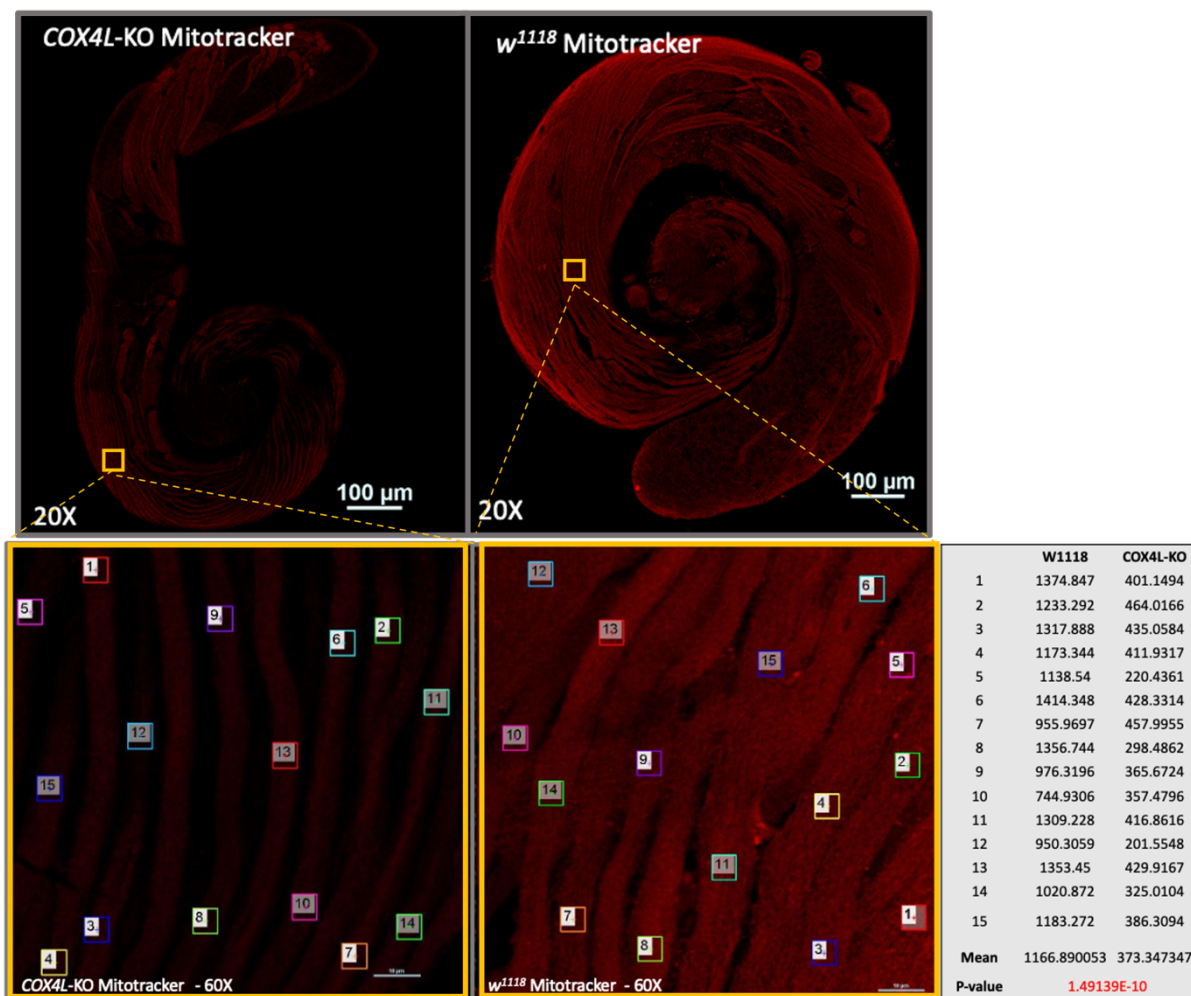 COX4L-KO Mitotracker
w1118 Mitotracker
100 µm
20X
100 µm
20X
1
5
9
2
6
11
12
13
15
10
8
3
14
7
4
10 µm
COX4L-KO Mitotracker - 60X
12
6
13
15
5
10
9
2
14
4
11
7
1
8
3
10 µm
w1118 Mitotracker - 60X
W1118 COX4L-KO
1 1374.847 401.1494
2 1233.292 464.0166
3 1317.888 435.0584
4 1173.344 411.9317
5 1138.54 220.4361
6 1414.348 428.3314
7 955.9697 457.9955
8 1356.744 298.4862
9 976.3196 365.6724
10 744.9306 357.4796
11 1309.228 416.8616
12 950.3059 201.5548
13 1353.45 429.9167
14 1020.872 325.0104
15 1183.272 386.3094
Mean 1166.890053 373.347347
P-value 1.49139E-10